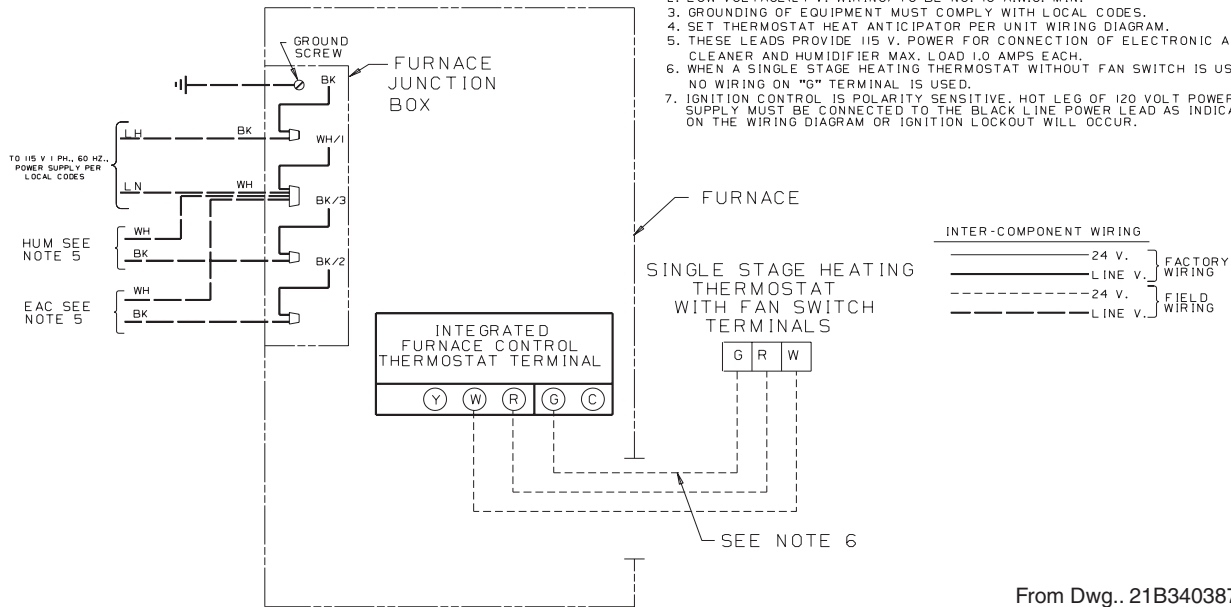 3. GROUNDING OF EQUIPMENT MUST COMPLY WITH LOCAL CODES.
4. SET THERMOSTAT HEAT ANTICIPATOR PER UNIT WIRING DIAGRAM.
5. THESE LEADS PROVIDE 115 V. POWER FOR CONNECTION OF ELECTRONIC A
CLEANER AND HUMIDIFIER MAX. LOAD 1.0 AMPS EACH.
6. WHEN A SINGLE STAGE HEATING THERMOSTAT WITHOUT FAN SWITCH IS US
NO WIRING ON "G" TERMINAL IS USED.
7. IGNITION CONTROL IS POLARITY SENSITIVE. HOT LEG OF 120 VOLT POWER
SUPPLY MUST BE CONNECTED TO THE BLACK LINE POWER LEAD AS INDICA
ON THE WIRING DIAGRAM OR IGNITION LOCKOUT WILL OCCUR.
GROUND
SCREW
FURNACE
JUNCTION
BOX
BK
LH
BK
WH/1
TO 115 V 1 PH., 60 HZ.,
POWER SUPPLY PER
LOCAL CODES
LN
WH
BK/3
HUM SEE
NOTE 5
WH
BK
BK/2
EAC SEE
NOTE 5
WH
BK
FURNACE
INTEGRATED
FURNACE CONTROL
THERMOSTAT TERMINAL
Y W R G C
SINGLE STAGE HEATING
THERMOSTAT
WITH FAN SWITCH
TERMINALS
G R W
INTER-COMPONENT WIRING
24 V.
LINE V.
FACTORY
WIRING
24 V.
LINE V.
FIELD
WIRING
SEE NOTE 6
From Dwg.. 21B340387